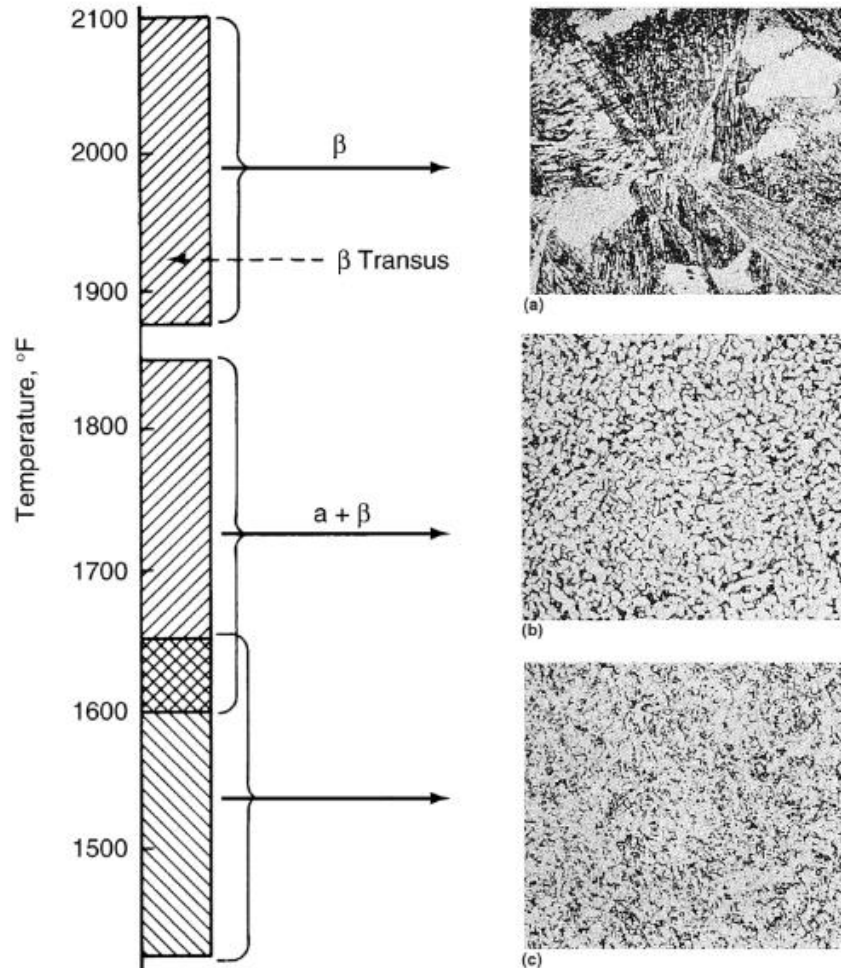 2100
2000
1900
1800
1700
1600
1500
Temperature, °F
β
β Transus
a + β
(a)
(b)
(c)